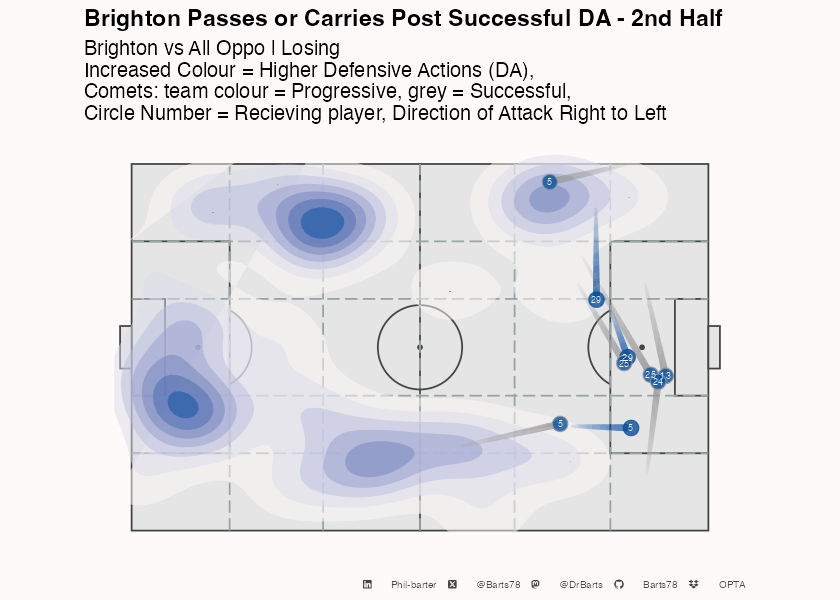 Brighton Passes or Carries Post Successful DA - 2nd Half
Brighton vs All Oppo | Losing
Increased Colour = Higher Defensive Actions (DA),
Comets: team colour = Progressive, grey = Successful,
Circle Number = Recieving player, Direction of Attack Right to Left
5
29
29
25
25 13
24
5
5
Phil-barter @Barts78 @DrBarts Barts78 OPTA